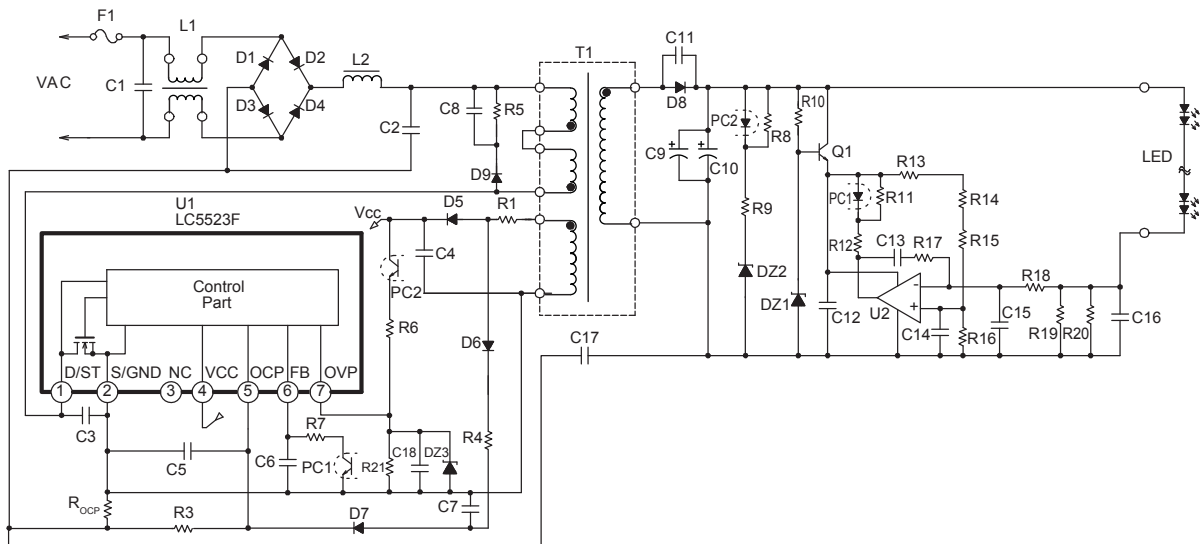 F1
L1
VAC
C1
D1
D2
D3
D4
L2
C2
C8
R5
D9
T1
C11
D8
C9
+
C10
+
PC2
R8
R9
DZ2
R10
DZ1
Q1
PC1
R11
R12
R13
R14
R15
C13
R17
U2
-
+
C12
C14
R16
C15
R18
R19
R20
C16
LED
U1
LC5523F
Control
Part
D/ST
S/GND
NC
VCC
OCP
FB
OVP
1
2
3
4
5
6
7
Vcc
D5
R1
C4
PC2
R6
D6
C17
C3
C5
R7
C6
PC1
R21
C18
DZ3
R4
C7
ROCP
R3
D7